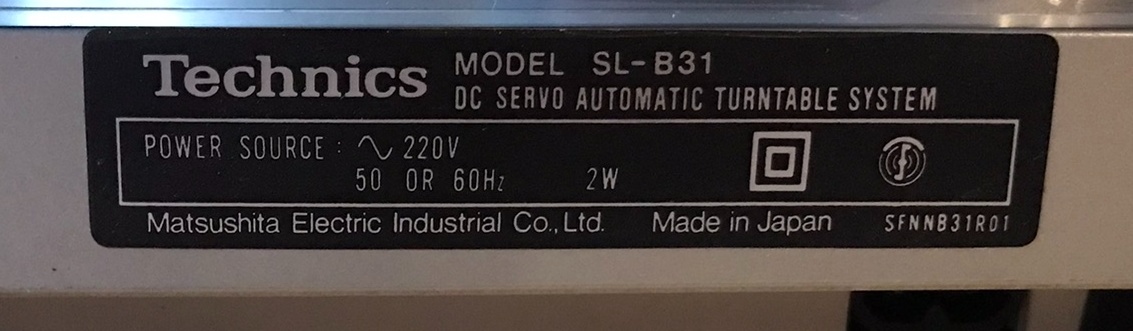 Technics MODEL SL-B31
DC SERVO AUTOMATIC TURNTABLE SYSTEM
POWER SOURCE : ∿ 220V
50 OR 60Hz 2W
Matsushita Electric Industrial Co., Ltd. Made in Japan SFNNB31R01